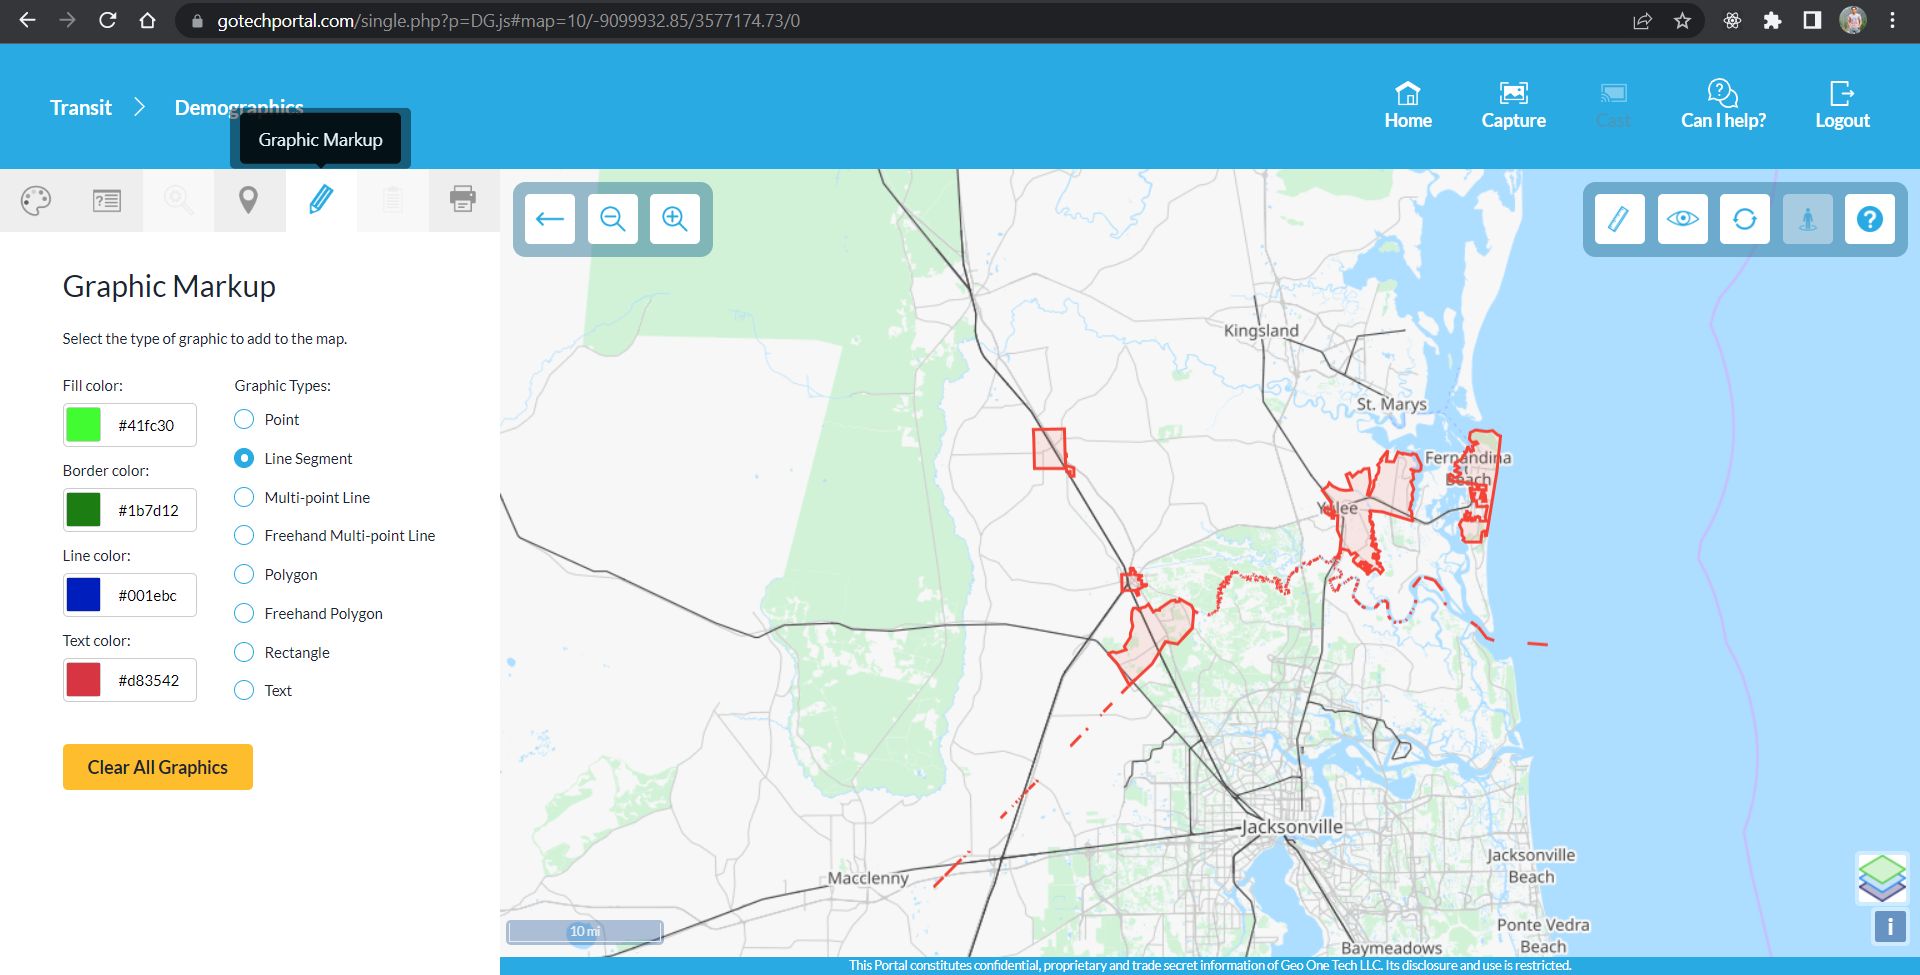 gotechportal.com/single.php?p=DG.js#map=10/-9099932.85/3577174.73/0
Transit
Demographics
Home
Capture
Cast
Can I help?
Logout
Graphic Markup
Graphic Markup
Select the type of graphic to add to the map.
Fill color:
#41fc30
Border color:
#1b7d12
Line color:
#001ebc
Text color:
#d83542
Graphic Types:
Point
Line Segment
Multi-point Line
Freehand Multi-point Line
Polygon
Freehand Polygon
Rectangle
Text
Clear All Graphics
Kingsland
St. Marys
Fernandina
Beach
Yulee
Jacksonville
Jacksonville
Beach
Macclenny
Ponte Vedra
Beach
Baymeadows
10 mi
This Portal constitutes confidential, proprietary and trade secret information of Geo One Tech LLC. Its disclosure and use is restricted.